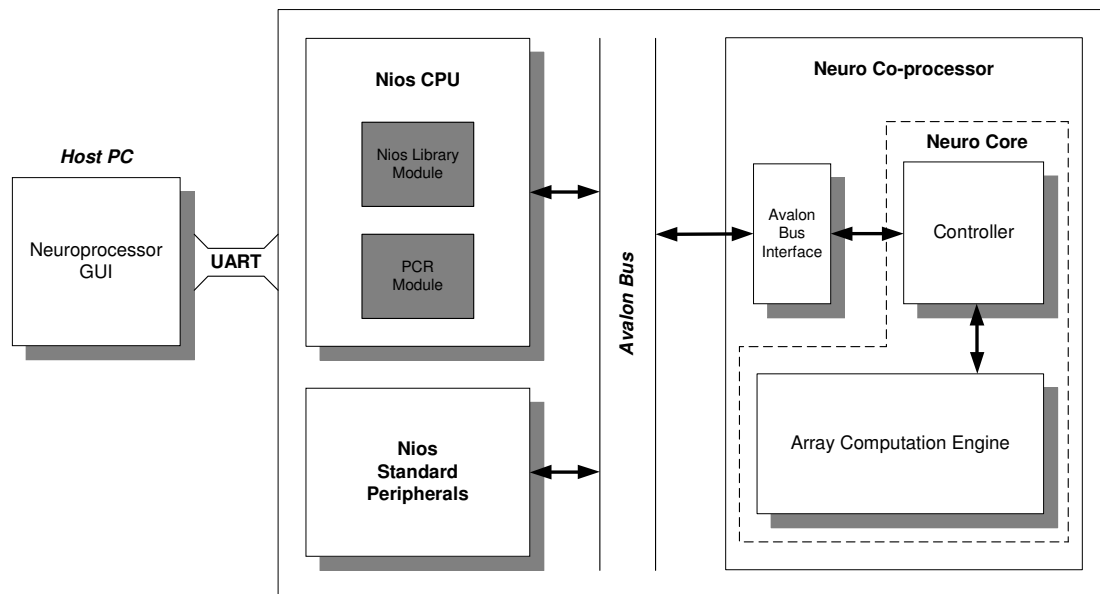 Host PC
Neuroprocessor
GUI
UART
Nios CPU
Nios Library
Module
PCR
Module
Nios
Standard
Peripherals
Avalon Bus
Neuro Co-processor
Neuro Core
Avalon
Bus
Interface
Controller
Array Computation Engine